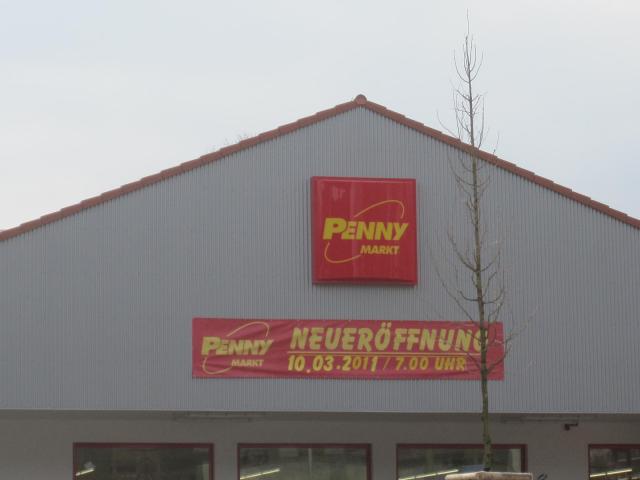 PENNY
MARKT
PENNY
MARKT
NEUERÖFFNUNG
10.03.2011 / 7.00 UHR